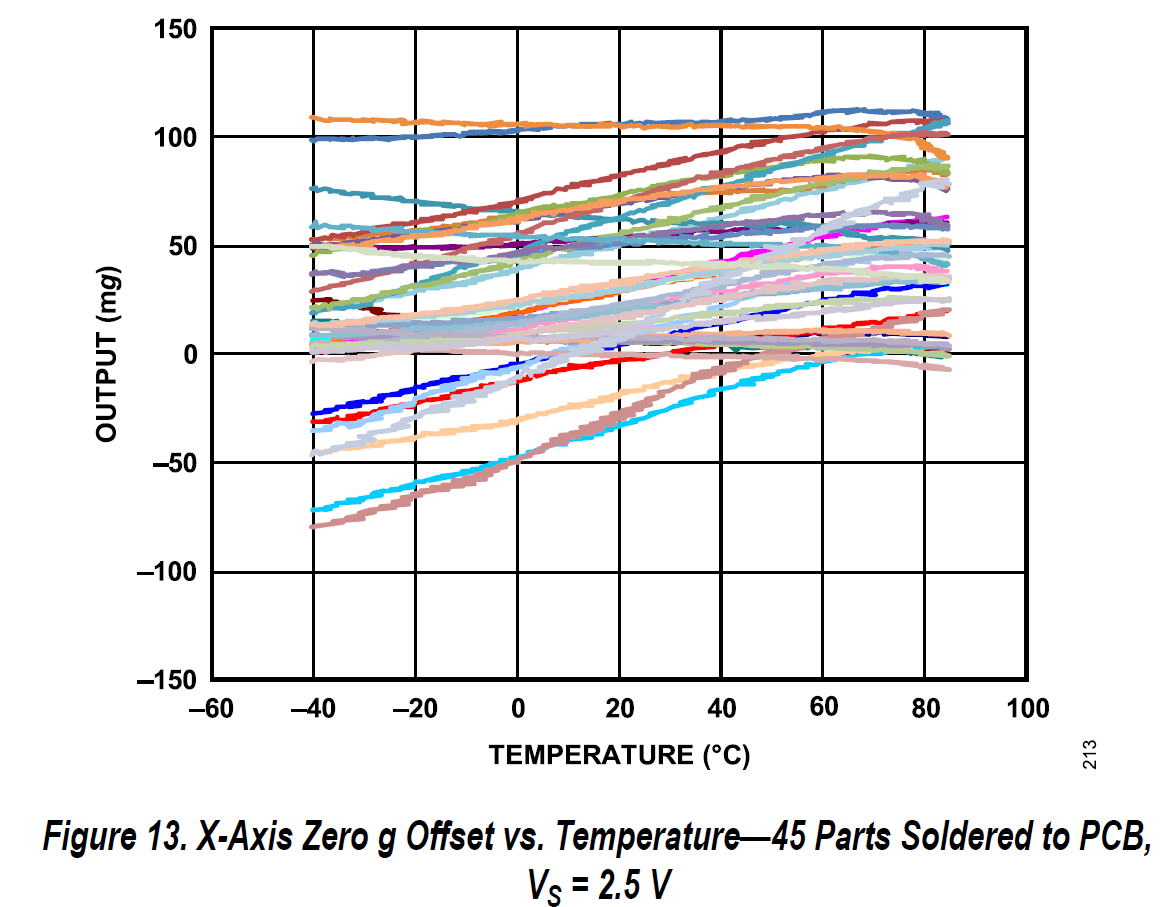 150
100
50
0
–50
–100
–150
OUTPUT (mg)
–60 –40 –20 0 20 40 60 80 100
TEMPERATURE (°C)
213
Figure 13. X-Axis Zero g Offset vs. Temperature—45 Parts Soldered to PCB,
VS = 2.5 V